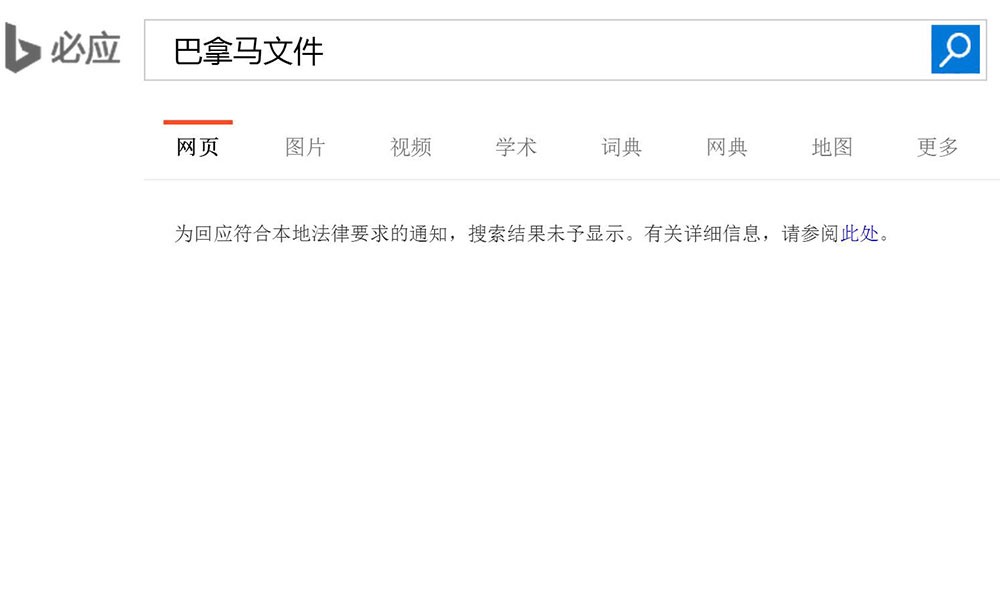 必应
巴拿马文件
网页 图片 视频 学术 词典 网典 地图 更多
为回应符合本地法律要求的通知，搜索结果未予显示。有关详细信息，请参阅此处。